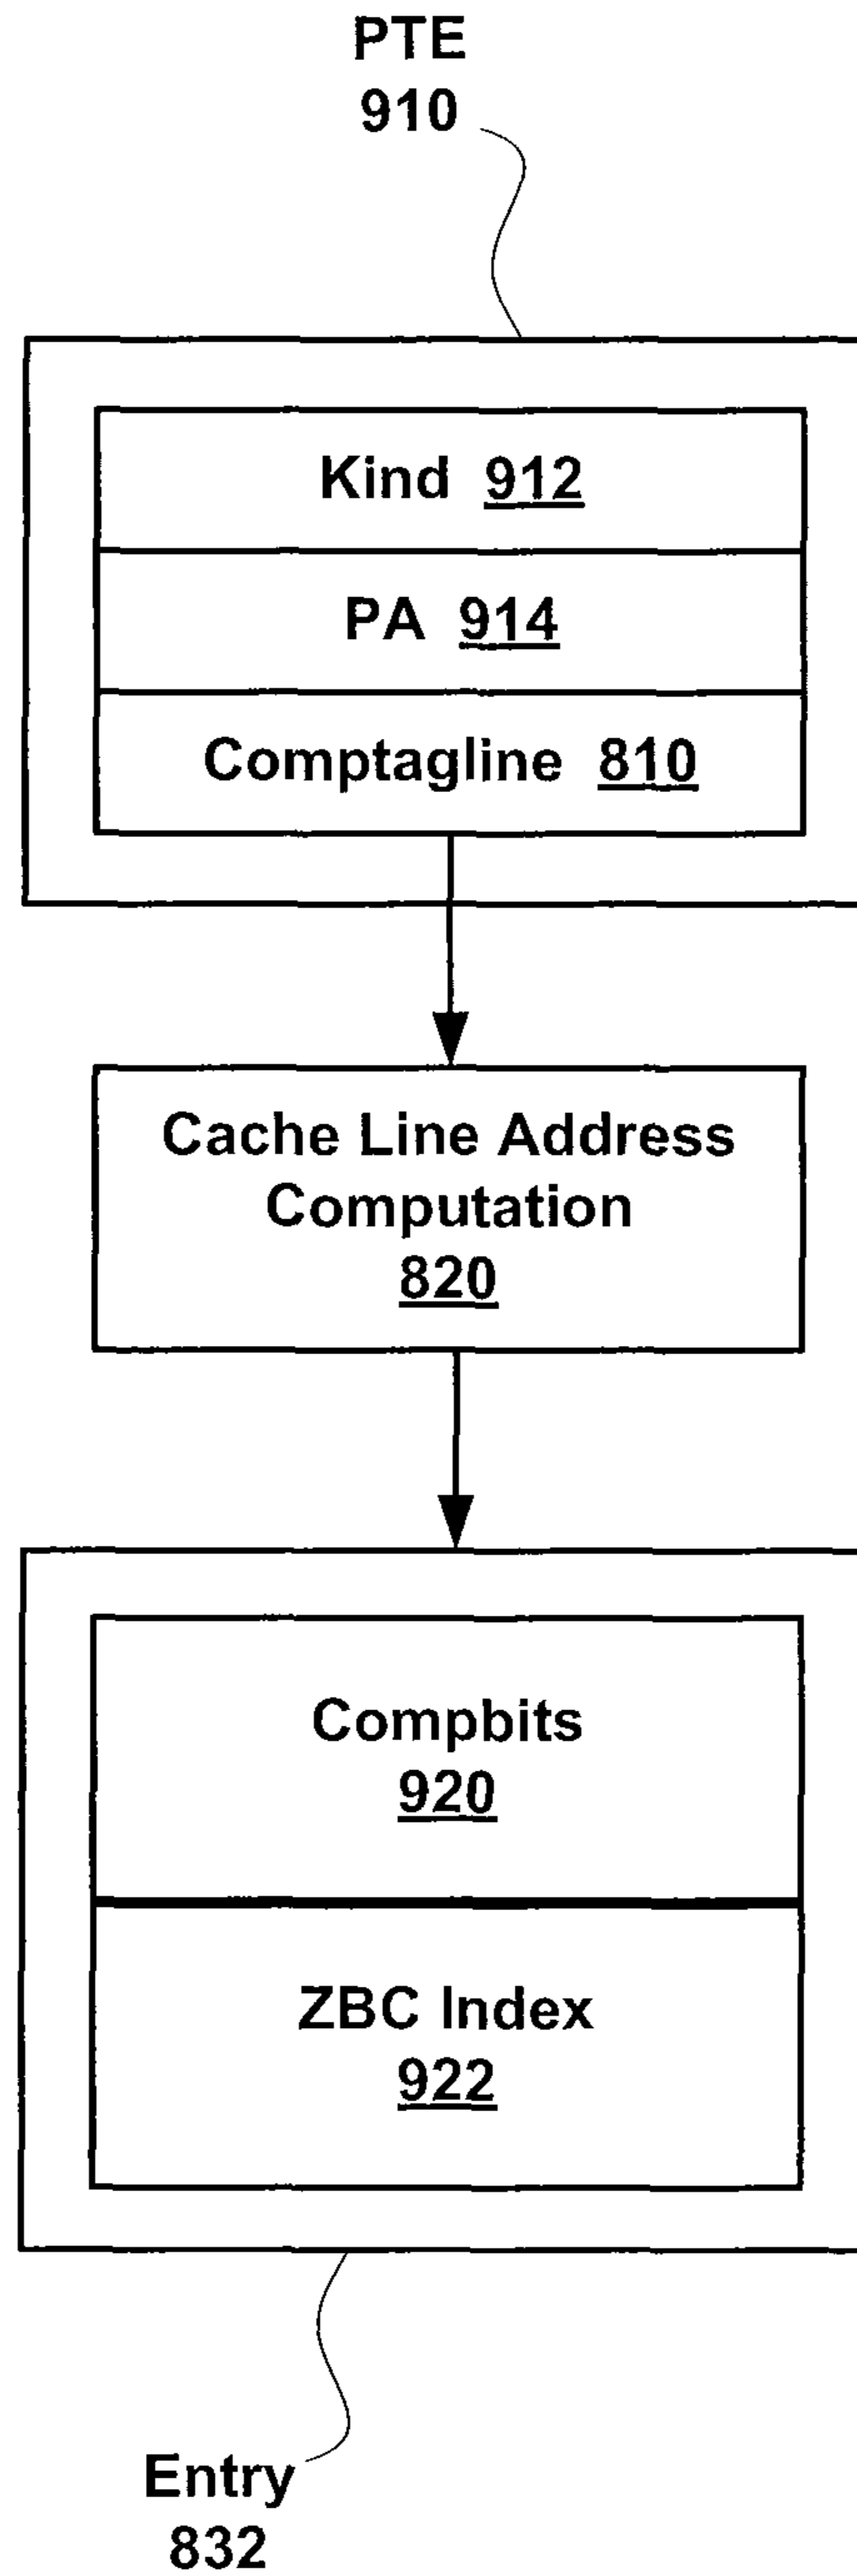 PTE
910
Kind 912
PA 914
Comptagline 810
Cache Line Address
Computation
820
Compbits
920
ZBC Index
922
Entry
832